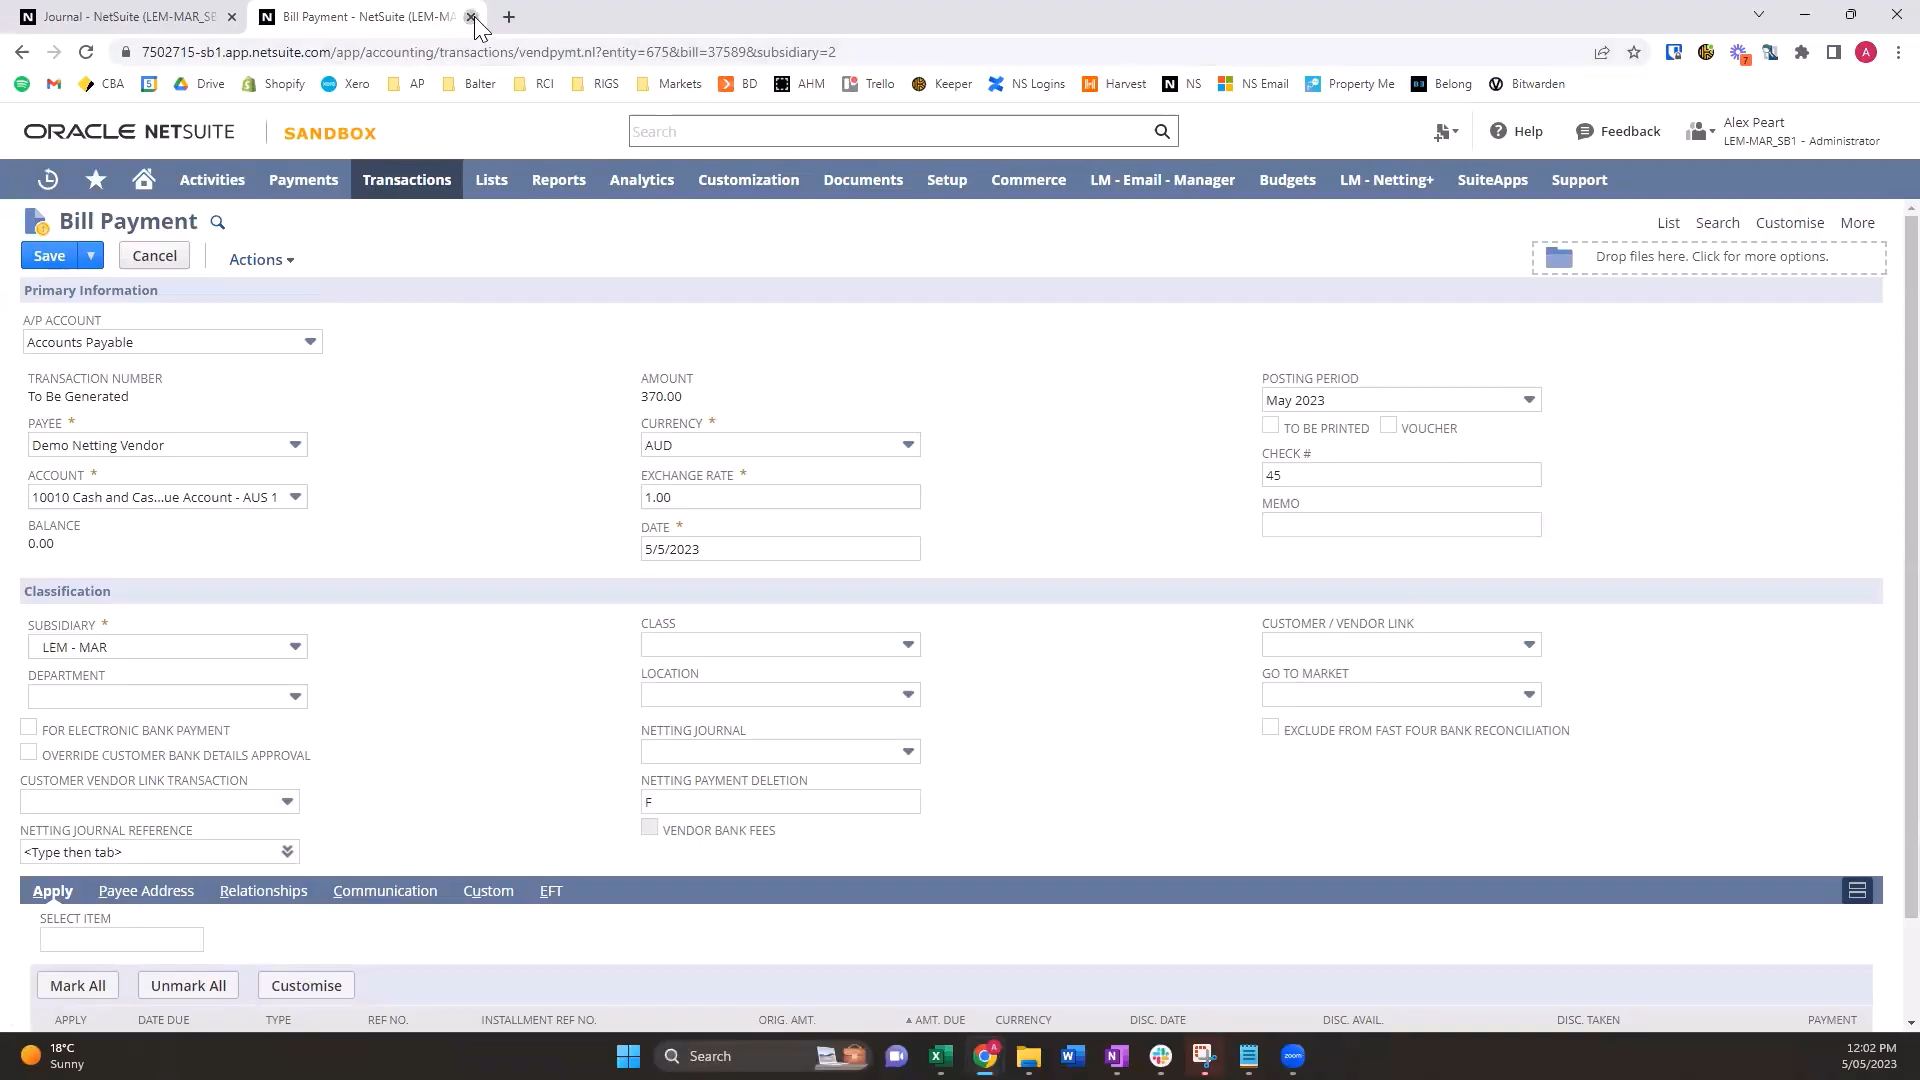 Journal - NetSuite (LEM-MAR_SB
Bill Payment - NetSuite (LEM-MA
7502715-sb1.app.netsuite.com/app/accounting/transactions/vendpymt.nl?entity=675&bill=37589&subsidiary=2
CBA Drive Shopify Xero AP Balter RCI RIGS Markets BD AHM Trello Keeper NS Logins Harvest NS NS Email Property Me Belong Bitwarden
ORACLE NETSUITE SANDBOX
Search
Help
Feedback
Alex Peart
LEM-MAR_SB1 - Administrator
Activities Payments Transactions Lists Reports Analytics Customization Documents Setup Commerce LM - Email - Manager Budgets LM - Netting+ SuiteApps Support
Bill Payment
List Search Customise More
Save Cancel Actions
Drop files here. Click for more options.
Primary Information
A/P ACCOUNT
Accounts Payable
TRANSACTION NUMBER
To Be Generated
PAYEE *
Demo Netting Vendor
ACCOUNT *
10010 Cash and Cas...ue Account - AUS 1
BALANCE
0.00
AMOUNT
370.00
CURRENCY *
AUD
EXCHANGE RATE *
1.00
DATE *
5/5/2023
POSTING PERIOD
May 2023
TO BE PRINTED VOUCHER
CHECK #
45
MEMO
Classification
SUBSIDIARY *
LEM - MAR
DEPARTMENT
FOR ELECTRONIC BANK PAYMENT
OVERRIDE CUSTOMER BANK DETAILS APPROVAL
CUSTOMER VENDOR LINK TRANSACTION
NETTING JOURNAL REFERENCE
<Type then tab>
CLASS
LOCATION
NETTING JOURNAL
NETTING PAYMENT DELETION
F
VENDOR BANK FEES
CUSTOMER / VENDOR LINK
GO TO MARKET
EXCLUDE FROM FAST FOUR BANK RECONCILIATION
Apply Payee Address Relationships Communication Custom EFT
SELECT ITEM
Mark All Unmark All Customise
APPLY DATE DUE TYPE REF NO. INSTALLMENT REF NO. ORIG. AMT. AMT. DUE CURRENCY DISC. DATE DISC. AVAIL. DISC. TAKEN PAYMENT
18°C
Sunny
Search
zoom
12:02 PM
5/05/2023